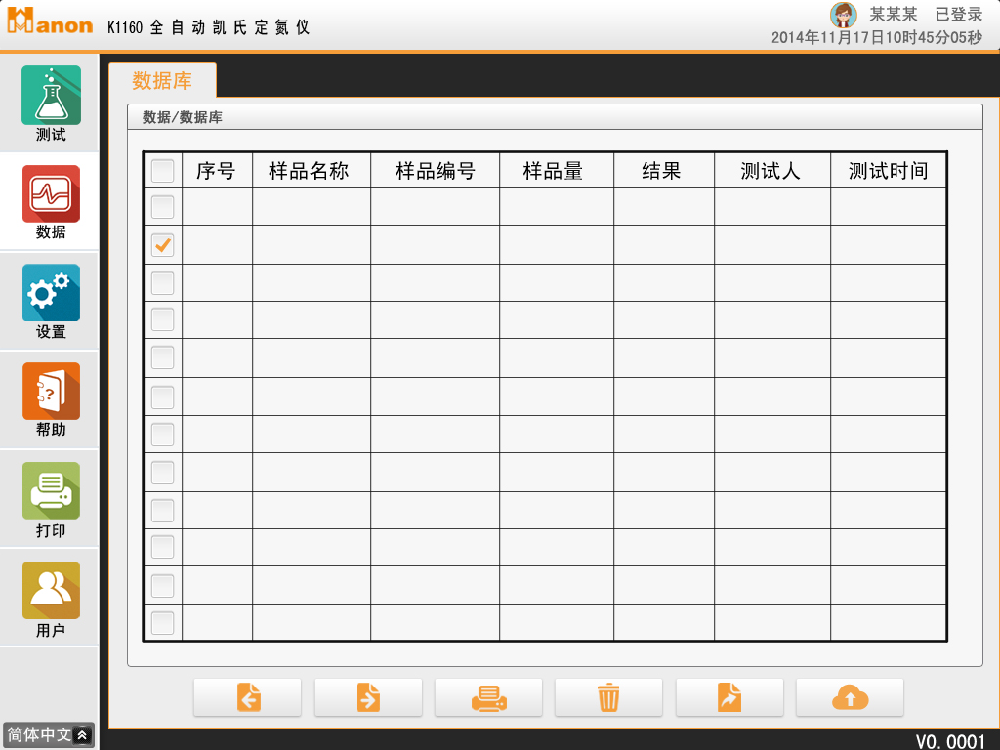 Hanon K1160 全自动凯氏定氮仪
某某某 已登录
2014年11月17日10时45分05秒
测试
数据
设置
帮助
打印
用户
简体中文
数据库
数据/数据库
序号 样品名称 样品编号 样品量 结果 测试人 测试时间
V0.0001